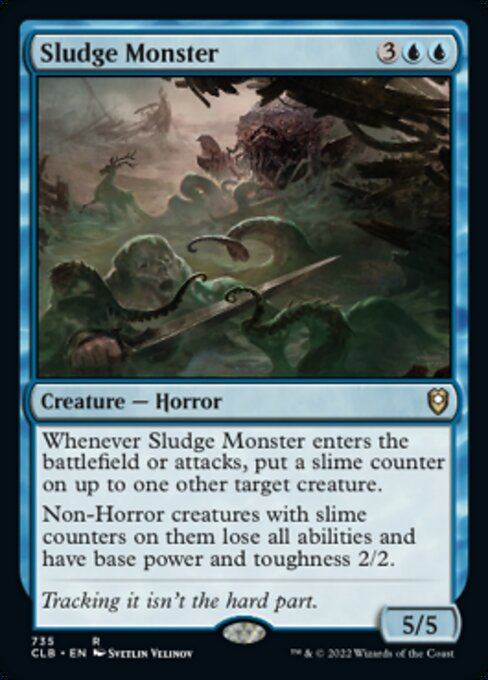 Sludge Monster 3
Creature — Horror
Whenever Sludge Monster enters the
battlefield or attacks, put a slime counter
on up to one other target creature.
Non-Horror creatures with slime
counters on them lose all abilities and
have base power and toughness 2/2.
Tracking it isn't the hard part.
5/5
735 R
CLB • EN Svetlin Velinov
™ & © 2022 Wizards of the Coast